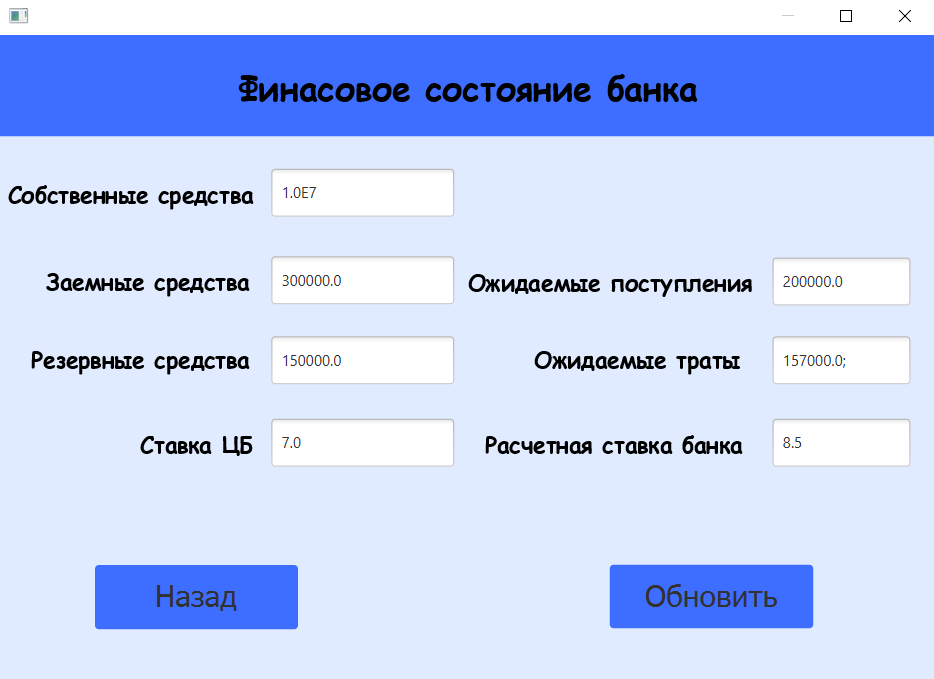 Финасовое состояние банка
Собственные средства 1.0E7
Заемные средства 300000.0 Ожидаемые поступления 200000.0
Резервные средства 150000.0 Ожидаемые траты 157000.0;
Ставка ЦБ 7.0 Расчетная ставка банка 8.5
Назад Обновить